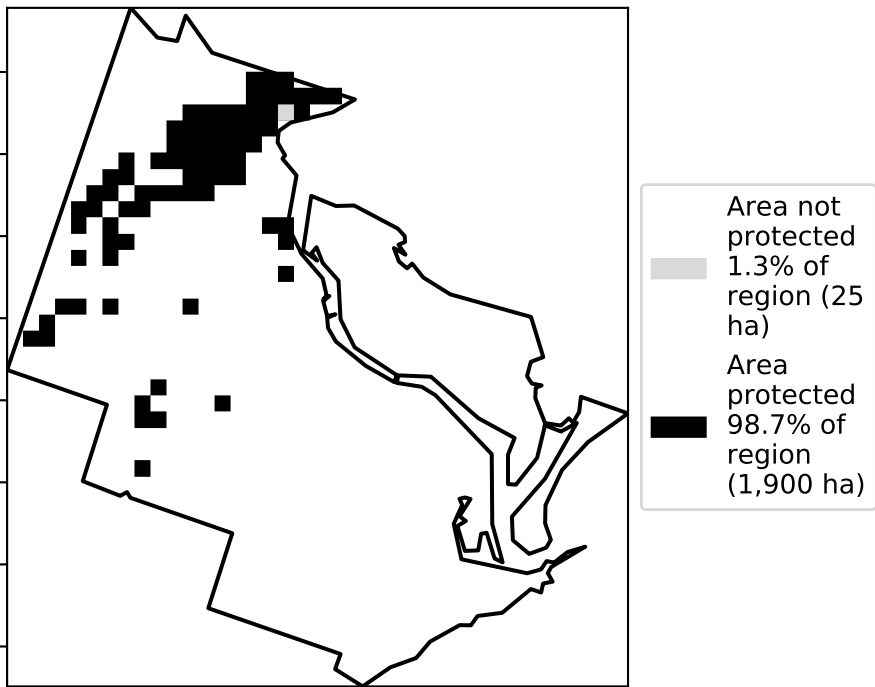 Area not
protected
1.3% of
region (25
ha)
Area
protected
98.7% of
region
(1,900 ha)